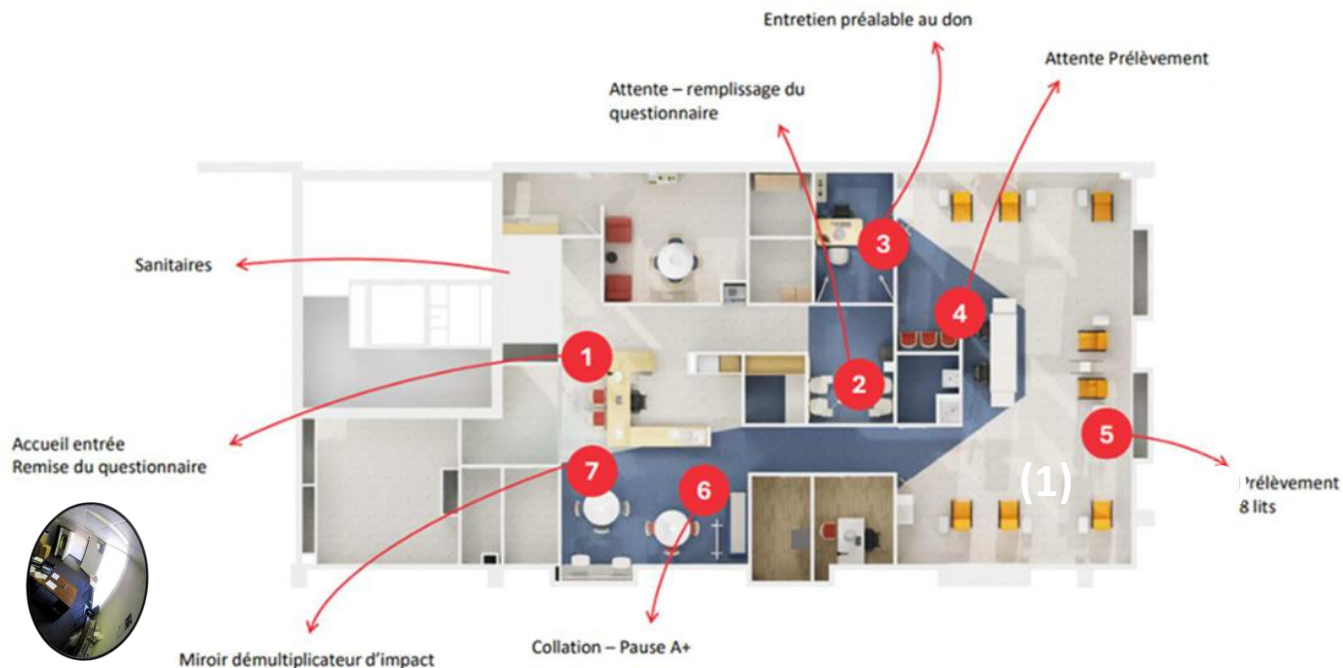 Entretien préalable au don
Attente Prélèvement
Attente – remplissage du
questionnaire
Sanitaires
3
4
1
2
Accueil entrée
Remise du questionnaire
5
7
6
(1)
Prélèvement
8 lits
Collation – Pause A+
Miroir démultiplicateur d'impact